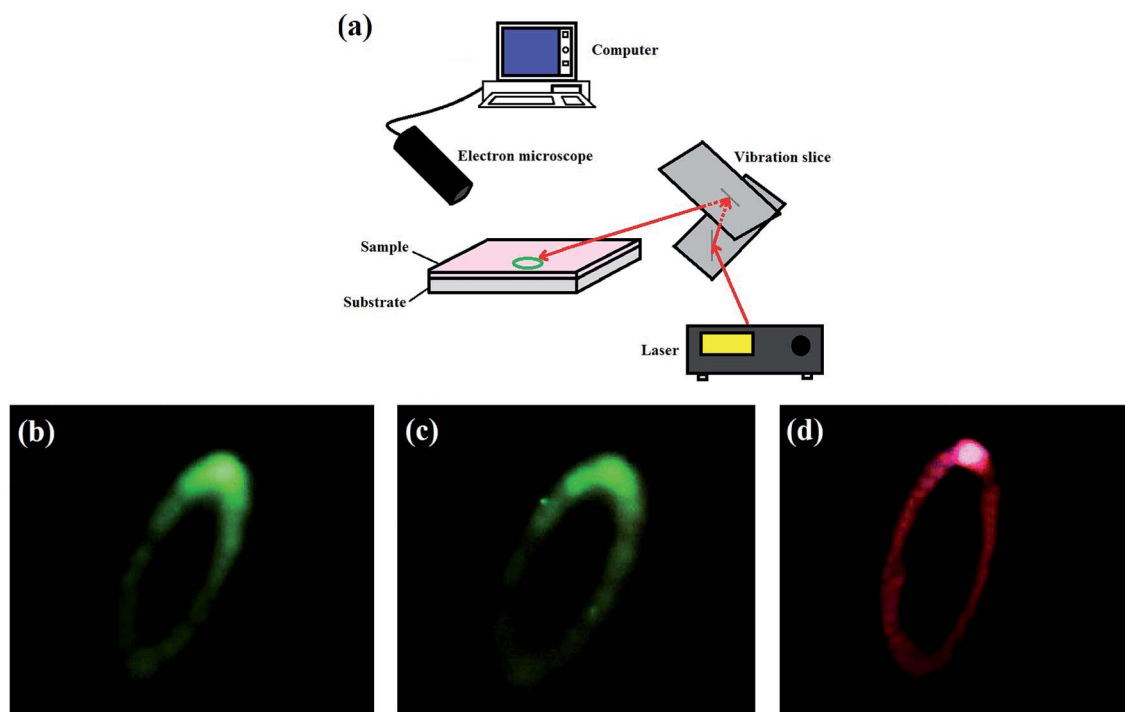 (a)
Computer
Electron microscope
Vibration slice
Sample
Substrate
Laser
(b)
(c)
(d)